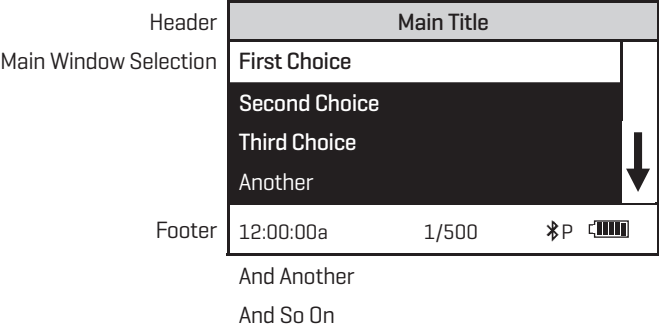 Header Main Title
Main Window Selection First Choice
Second Choice
Third Choice
Another
Footer 12:00:00a 1/500 P
And Another
And So On